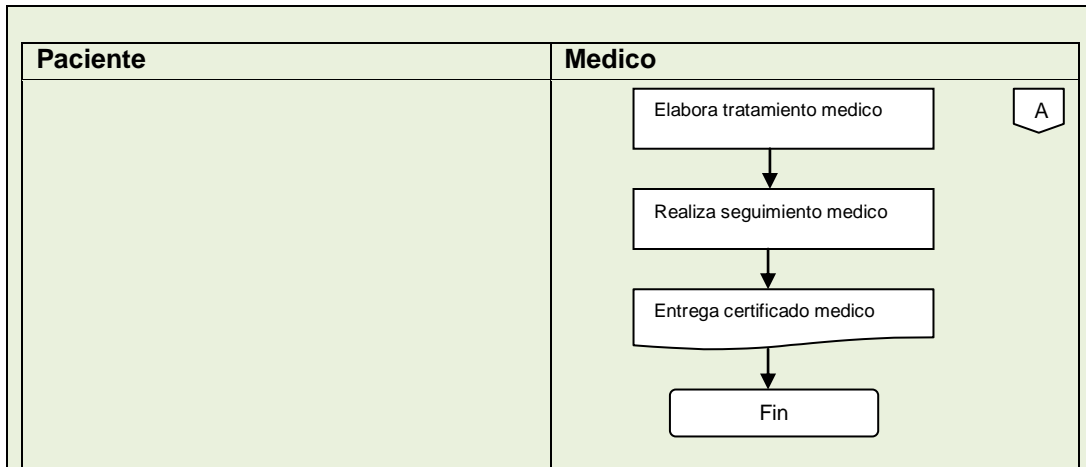 Paciente
Medico
Elabora tratamiento medico
A
Realiza seguimiento medico
Entrega certificado medico
Fin